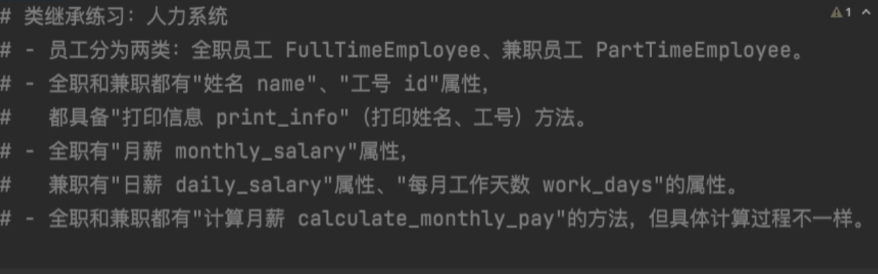 # 类继承练习：人力系统
# - 员工分为两类：全职员工 FullTimeEmployee、兼职员工 PartTimeEmployee。
# - 全职和兼职都有"姓名 name"、"工号 id"属性，
#   都具备"打印信息 print_info"（打印姓名、工号）方法。
# - 全职有"月薪 monthly_salary"属性，
#   兼职有"日薪 daily_salary"属性、"每月工作天数 work_days"的属性。
# - 全职和兼职都有"计算月薪 calculate_monthly_pay"的方法，但具体计算过程不一样。
1